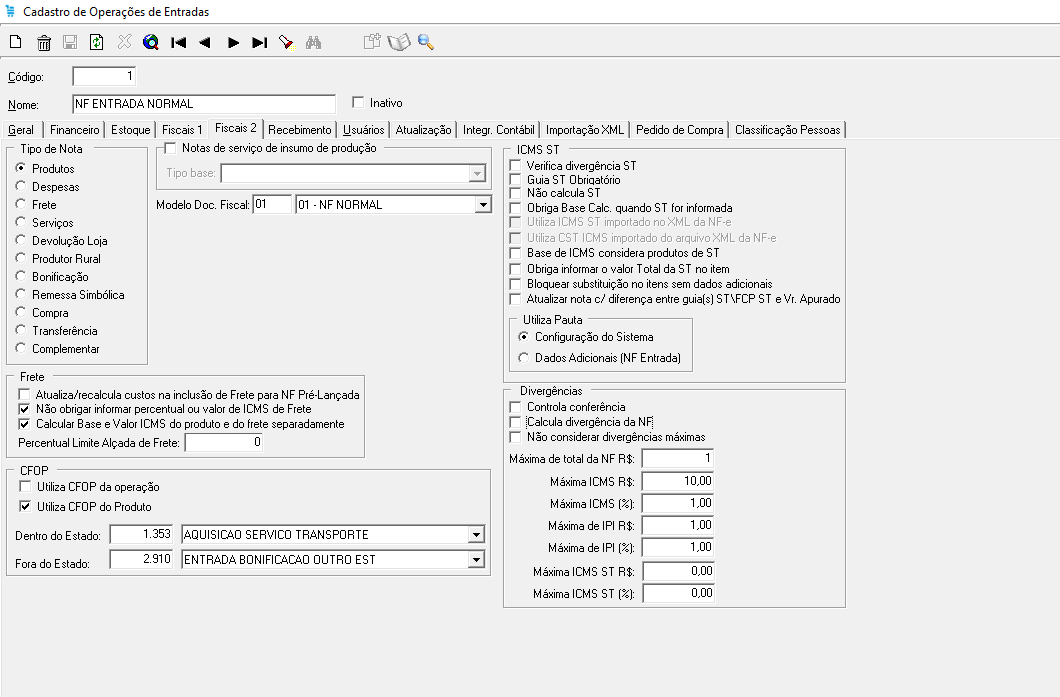 Cadastro de Operações de Entradas
Código: 1
Nome: NF ENTRADA NORMAL Inativo
Geral Financeiro Estoque Fiscais 1 Fiscais 2 Recebimento Usuários Atualização Integr. Contábil Importação XML Pedido de Compra Classificação Pessoas
Tipo de Nota
Produtos
Despesas
Frete
Serviços
Devolução Loja
Produtor Rural
Bonificação
Remessa Simbólica
Compra
Transferência
Complementar
Notas de serviço de insumo de produção
Tipo base:
Modelo Doc. Fiscal: 01 01 - NF NORMAL
ICMS ST
Verifica divergência ST
Guia ST Obrigatório
Não calcula ST
Obriga Base Calc. quando ST for informada
Utiliza ICMS ST importado no XML da NF-e
Utiliza CST ICMS importado do arquivo XML da NF-e
Base de ICMS considera produtos de ST
Obriga informar o valor Total da ST no item
Bloquear substituição no itens sem dados adicionais
Atualizar nota c/ diferença entre guia(s) ST\FCP ST e Vr. Apurado
Utiliza Pauta
Configuração do Sistema
Dados Adicionais (NF Entrada)
Frete
Atualiza/recalcula custos na inclusão de Frete para NF Pré-Lançada
Não obrigar informar percentual ou valor de ICMS de Frete
Calcular Base e Valor ICMS do produto e do frete separadamente
Percentual Limite Alçada de Frete: 0
CFOP
Utiliza CFOP da operação
Utiliza CFOP do Produto
Dentro do Estado: 1.353 AQUISICAO SERVICO TRANSPORTE
Fora do Estado: 2.910 ENTRADA BONIFICACAO OUTRO EST
Divergências
Controla conferência
Calcula divergência da NF
Não considerar divergências máximas
Máxima de total da NF R$: 1
Máxima ICMS R$: 10,00
Máxima ICMS (%): 1,00
Máxima de IPI R$: 1,00
Máxima de IPI (%): 1,00
Máxima ICMS ST R$: 0,00
Máxima ICMS ST (%): 0,00